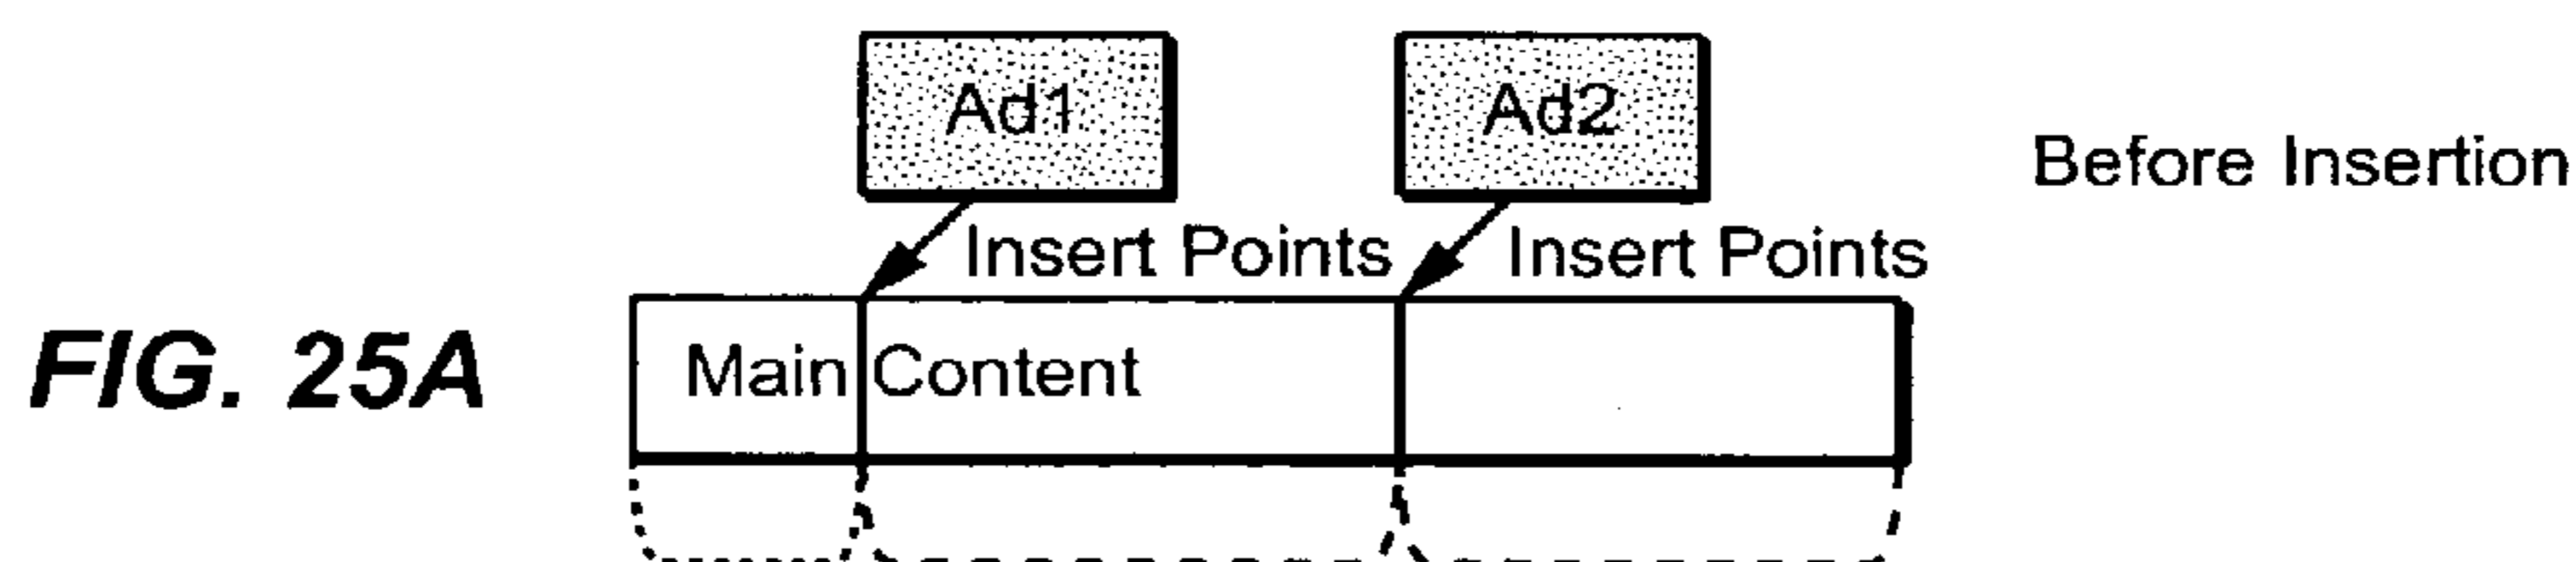 Ad1 Ad2
Before Insertion
Insert Points Insert Points
FIG. 25A
Main Content